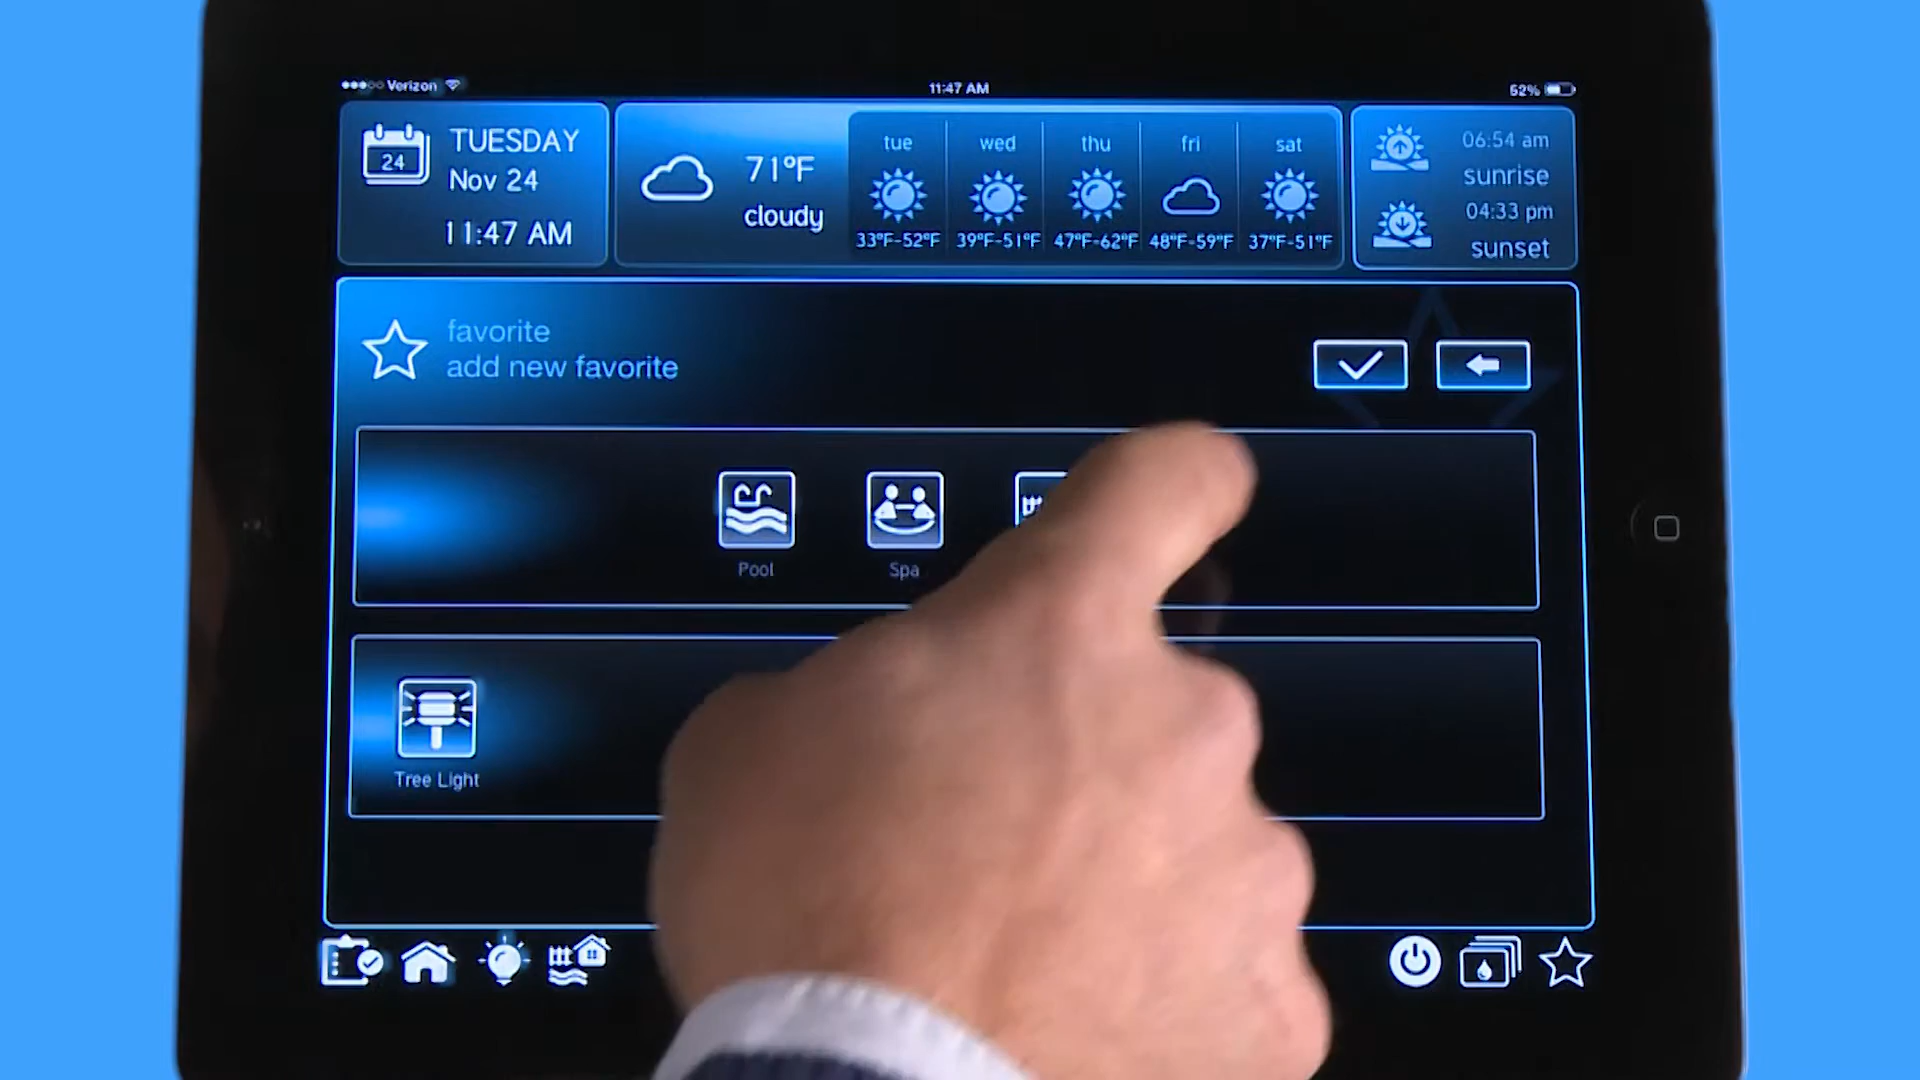 Verizon
11:47 AM
52%
24
TUESDAY
Nov 24
11:47 AM
71°F
cloudy
tue
wed
thu
fri
sat
33°F-52°F
39°F-51°F
47°F-62°F
48°F-59°F
37°F-51°F
06:54 am
sunrise
04:33 pm
sunset
favorite
add new favorite
Pool
Spa
Tree Light